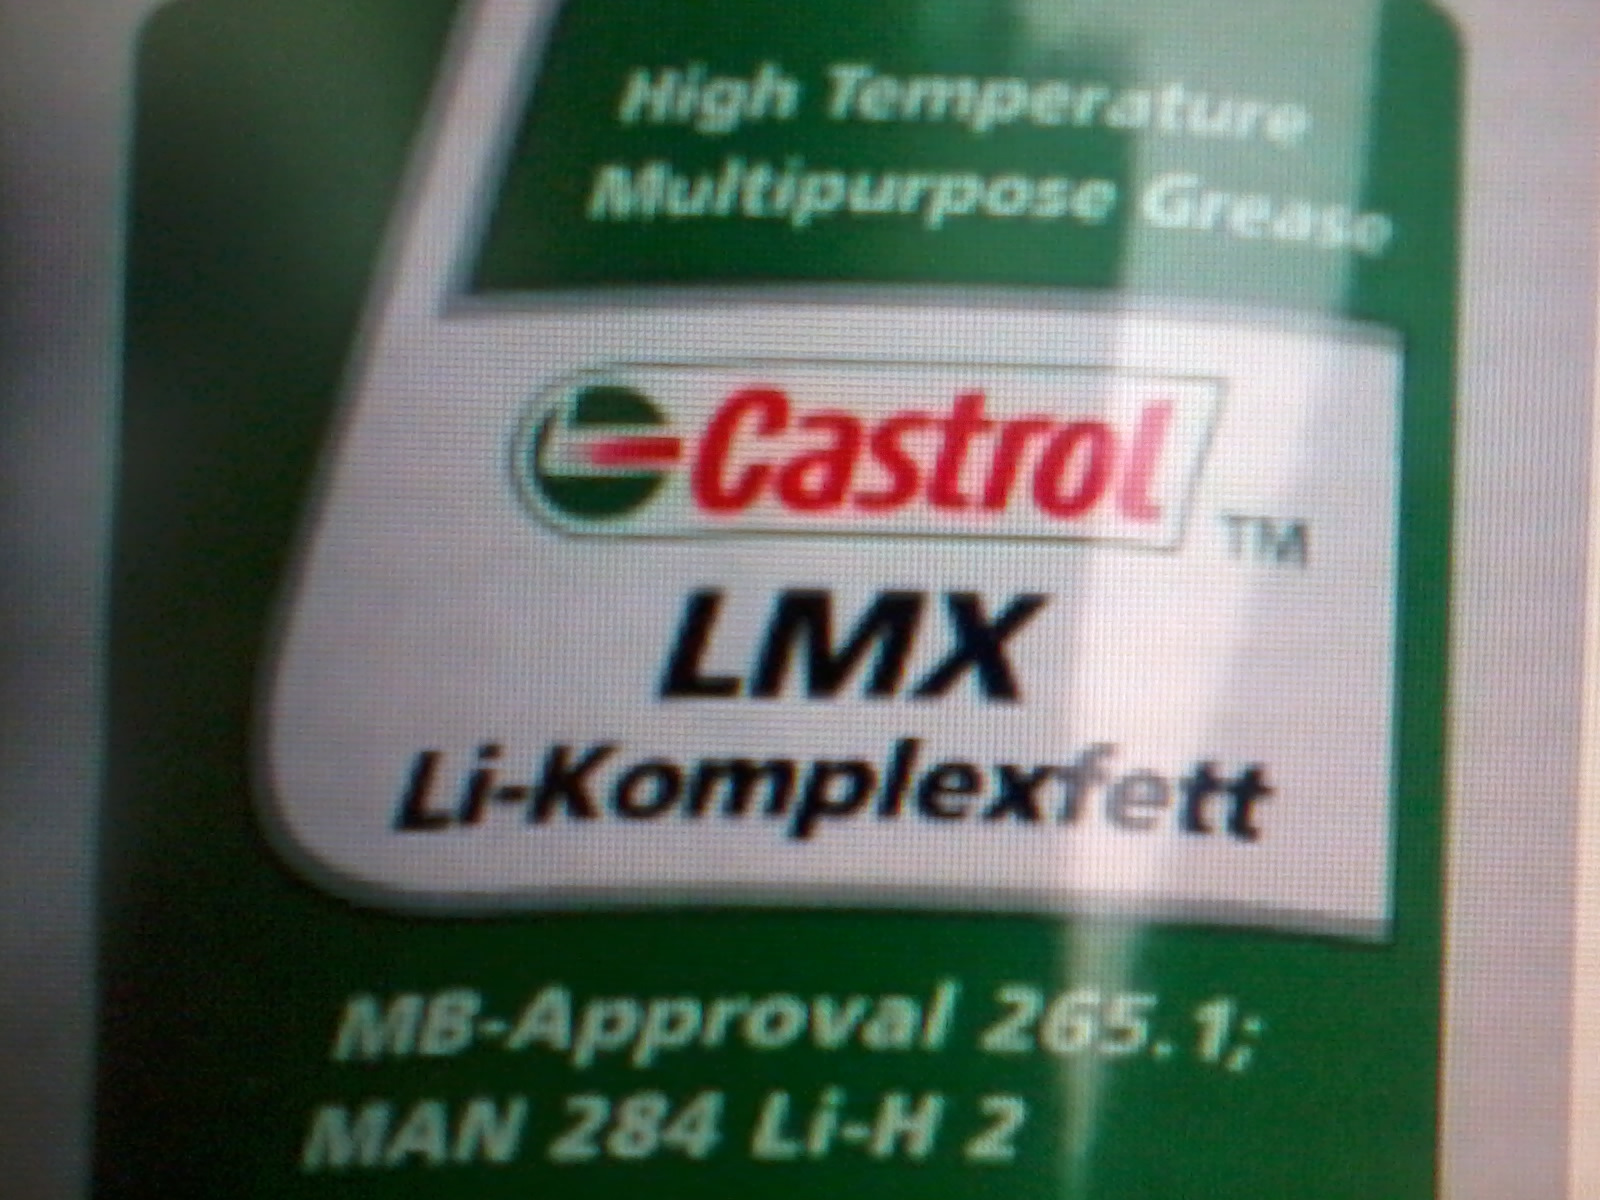 High Temperature
Multipurpose Grease
Castrol
TM
LMX
Li-Komplexfett
MB-Approval 265.1;
MAN 284 Li-H 2